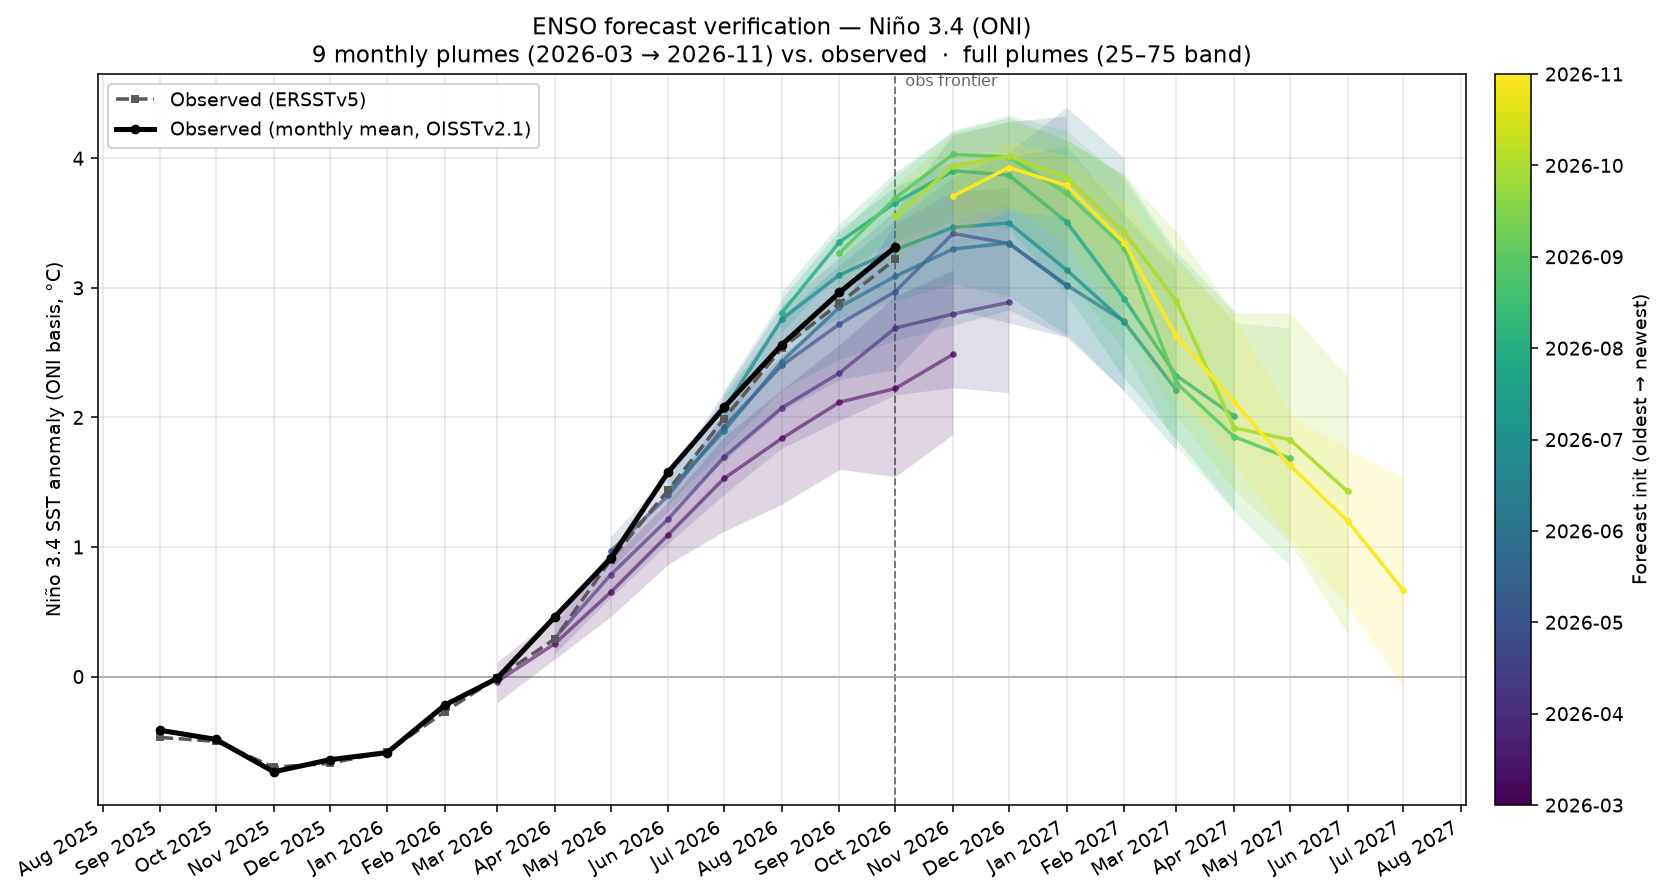 ENSO forecast verification — Niño 3.4 (ONI)
9 monthly plumes (2026-03 → 2026-11) vs. observed · full plumes (25–75 band)
obs frontier
Observed (ERSSTv5)
Observed (monthly mean, OISSTv2.1)
Niño 3.4 SST anomaly (ONI basis, °C)
4
3
2
1
0
Aug 2025
Sep 2025
Oct 2025
Nov 2025
Dec 2025
Jan 2026
Feb 2026
Mar 2026
Apr 2026
May 2026
Jun 2026
Jul 2026
Aug 2026
Sep 2026
Oct 2026
Nov 2026
Dec 2026
Jan 2027
Feb 2027
Mar 2027
Apr 2027
May 2027
Jun 2027
Jul 2027
Aug 2027
2026-11
2026-10
2026-09
2026-08
2026-07
2026-06
2026-05
2026-04
2026-03
Forecast init (oldest → newest)